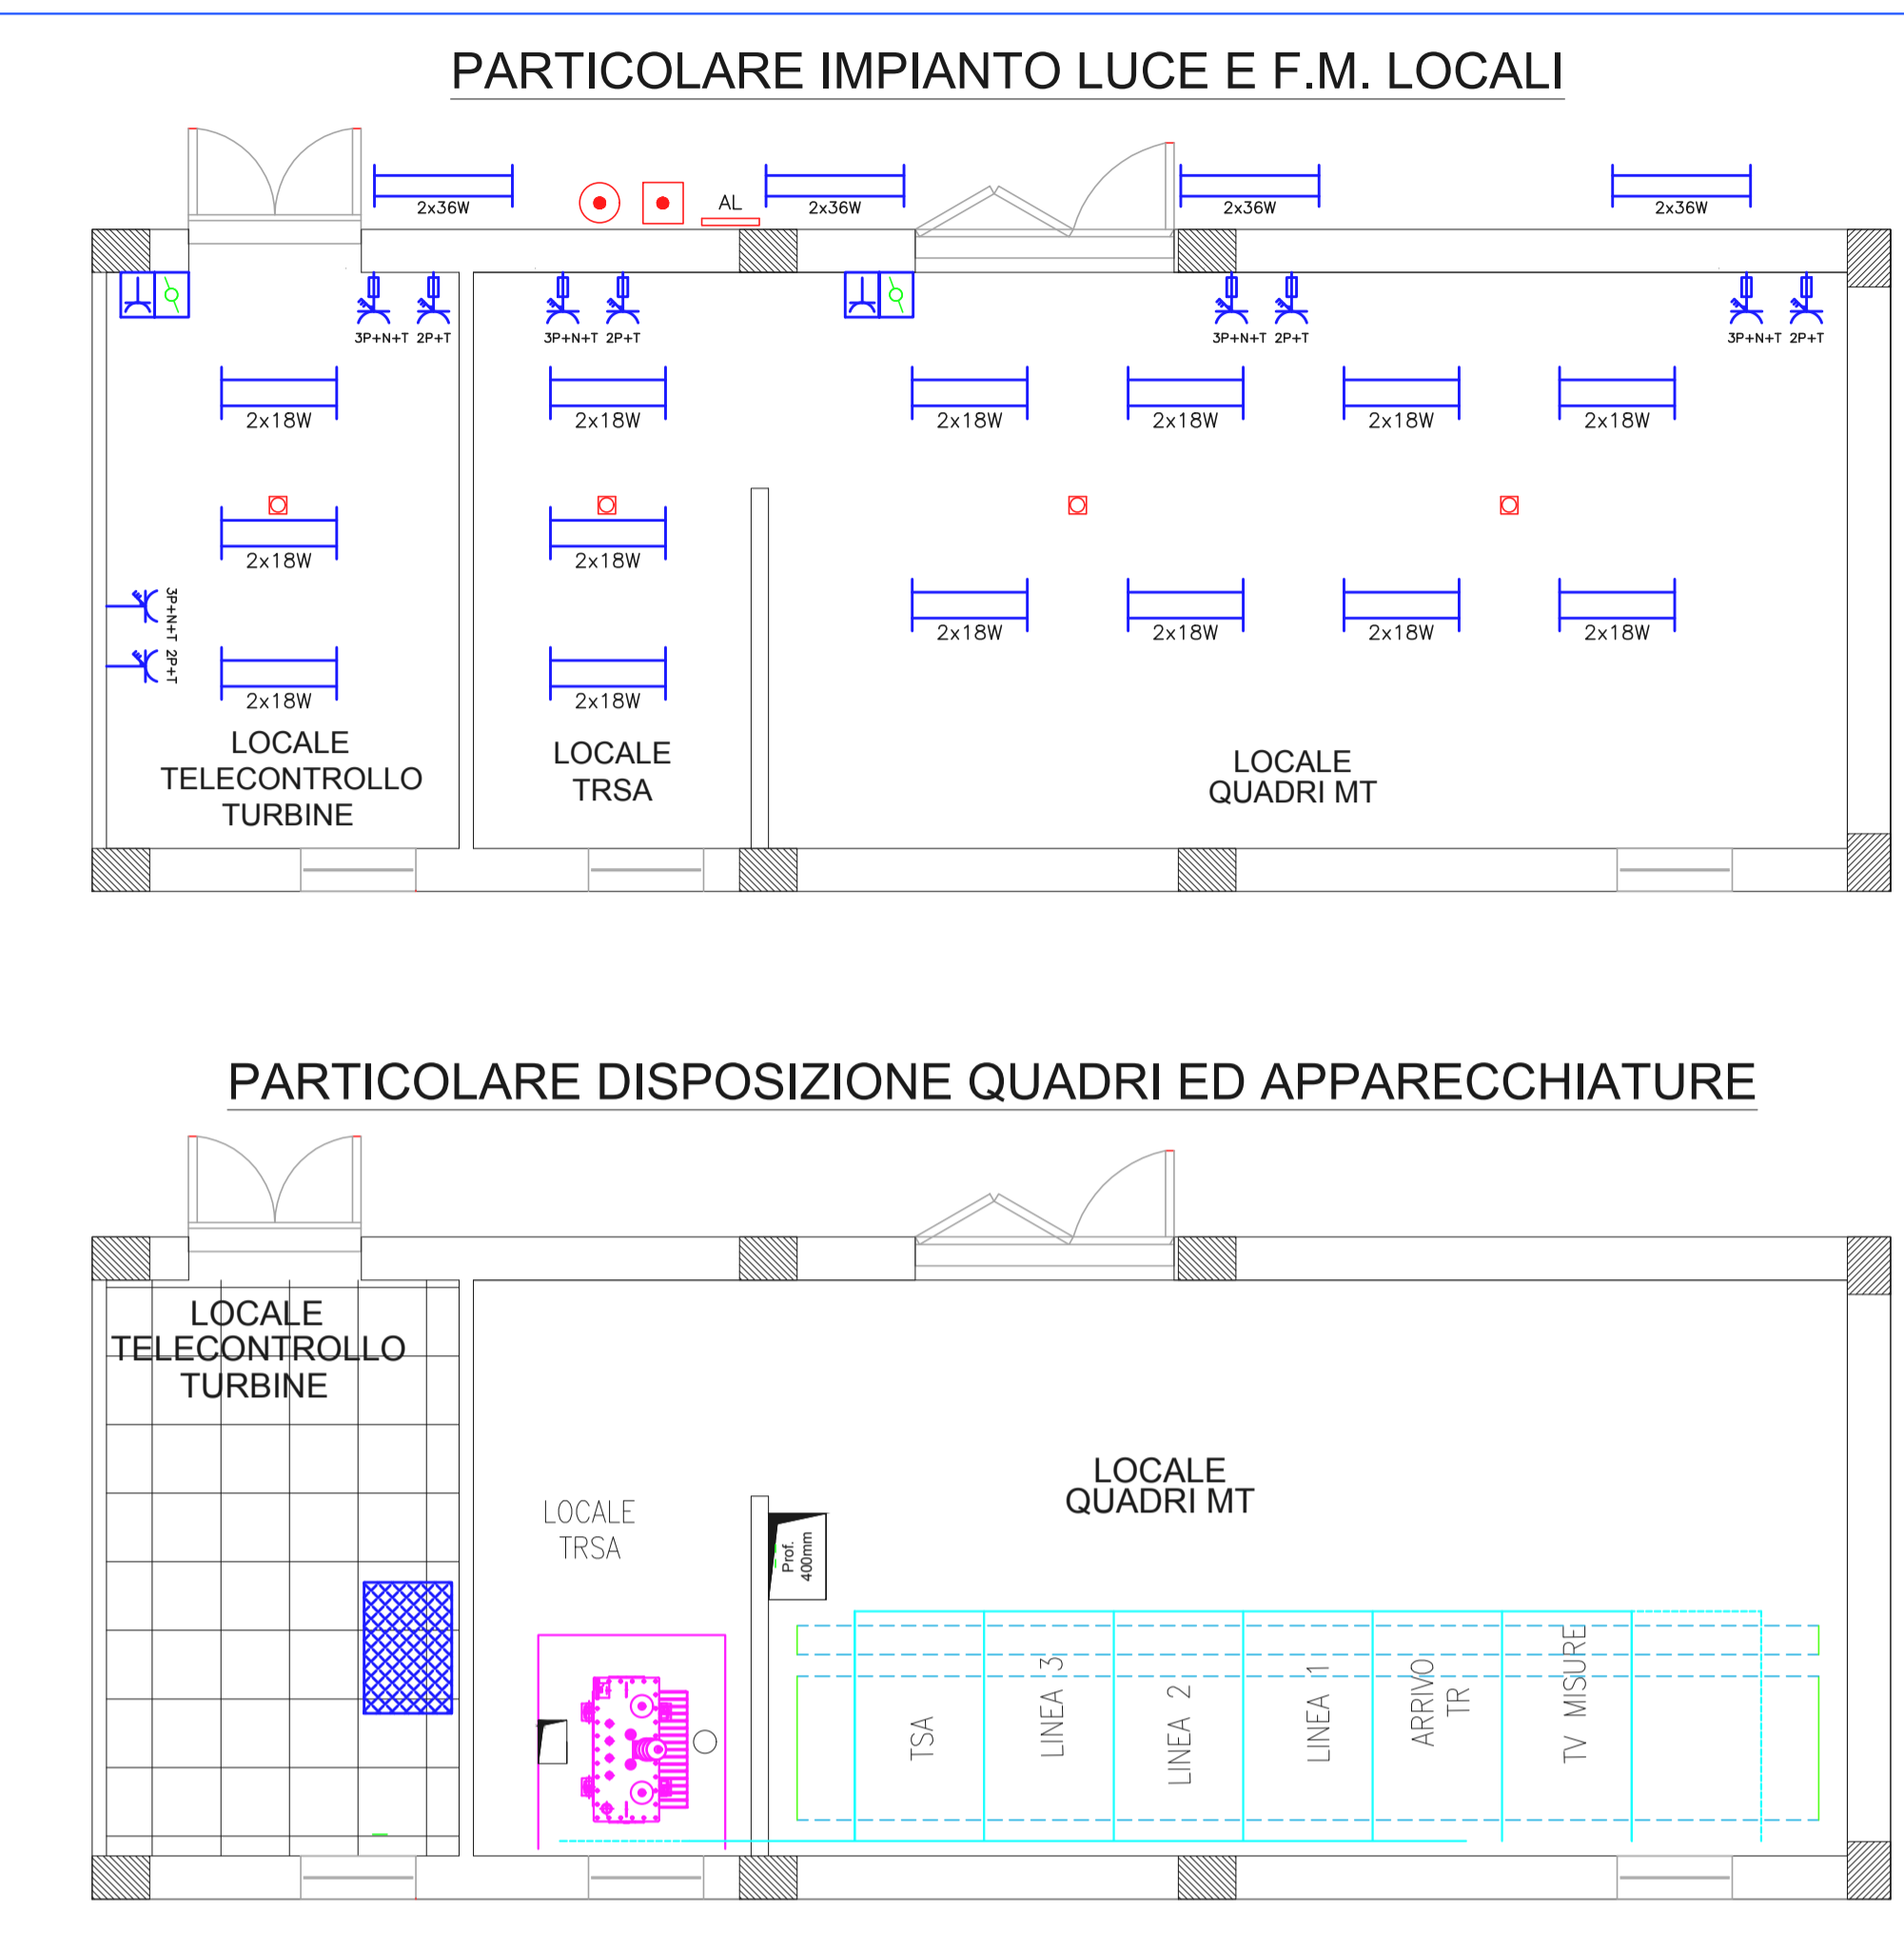 PARTICOLARE IMPIANTO LUCE E F.M. LOCALI
2x36W
AL
2x36W
2x36W
2x36W
3P+N+T 2P+T
3P+N+T 2P+T
3P+N+T 2P+T
3P+N+T 2P+T
2x18W
2x18W
2x18W
2x18W
2x18W
2x18W
2x18W
2x18W
3P+N+T 2P+T
2x18W
2x18W
2x18W
2x18W
2x18W
2x18W
LOCALE
TELECONTROLLO
TURBINE
LOCALE
TRSA
LOCALE
QUADRI MT
PARTICOLARE DISPOSIZIONE QUADRI ED APPARECCHIATURE
LOCALE
TELECONTROLLO
TURBINE
LOCALE
TRSA
Prof.
400mm
LOCALE
QUADRI MT
TSA
LINEA 3
LINEA 2
LINEA 1
ARRIVO
TR
TV MISURE